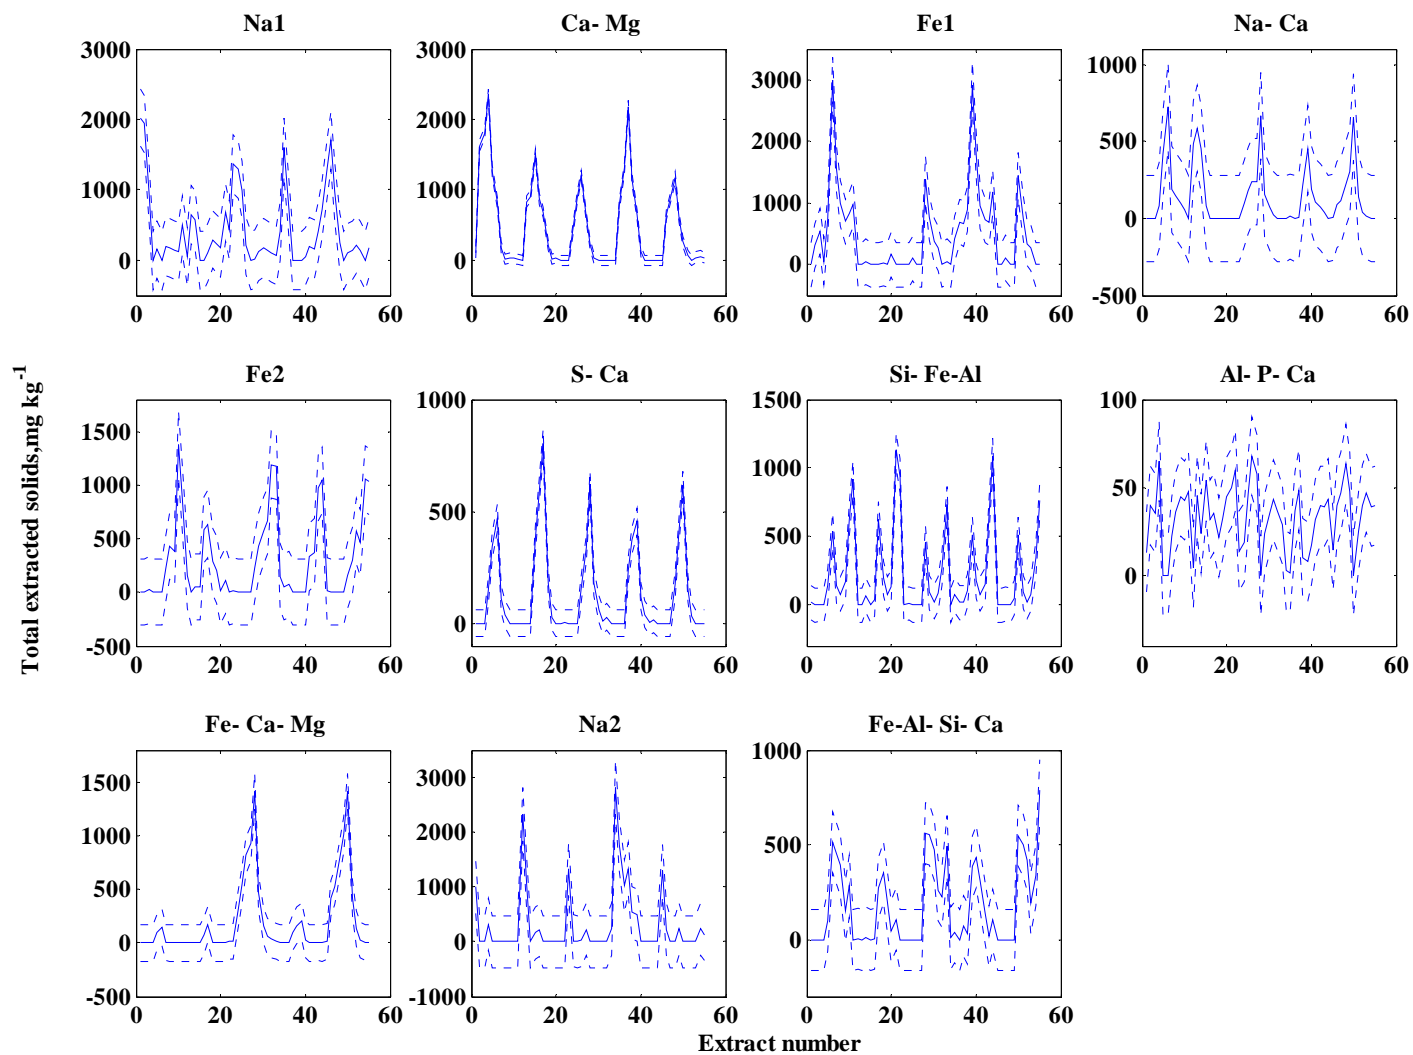 Na1 Ca- Mg Fe1 Na- Ca
3000 3000 3000 1000
2000 2000 2000 500
1000 1000 1000 0
0 0 0 -500
0 20 40 60 0 20 40 60 0 20 40 60 0 20 40 60
Total extracted solids,mg kg-1
Fe2 S- Ca Si- Fe-Al Al- P- Ca
1500 1000 1500 100
1000 500 1000 50
500 0 500 0
0 0
-500
0 20 40 60 0 20 40 60 0 20 40 60 0 20 40 60
Fe- Ca- Mg Na2 Fe-Al- Si- Ca
1500 3000 1000
1000 2000 500
500 1000 0
0 0
-500 -1000
0 20 40 60 0 20 40 60 0 20 40 60
Extract number